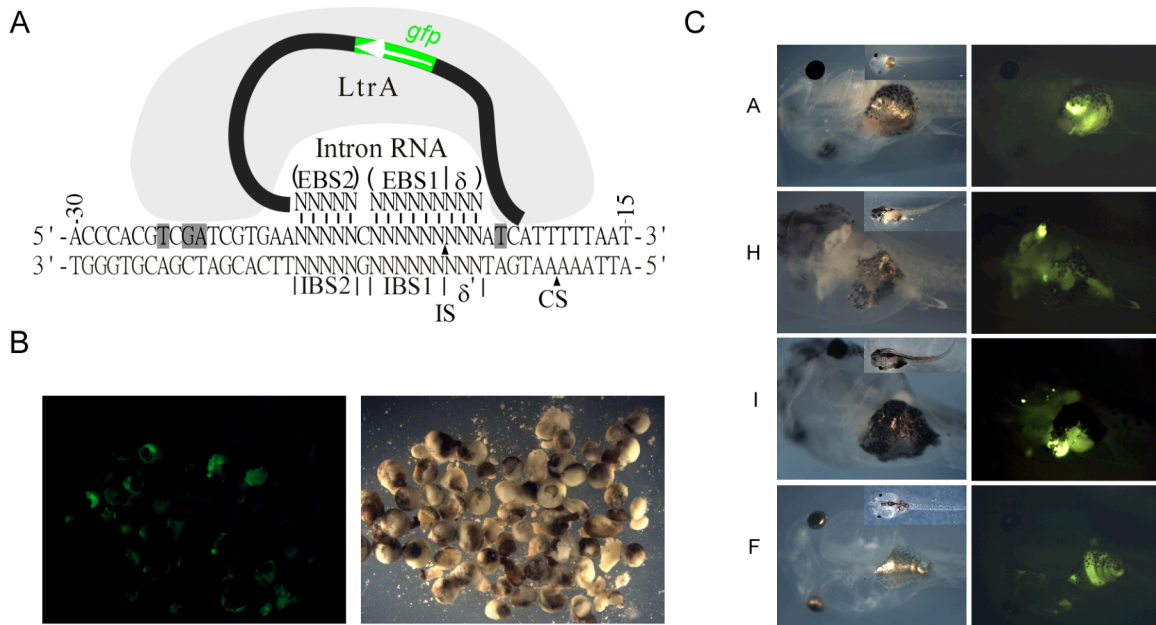 A
gfp
LtrA
Intron RNA
(EBS2) (EBS1|δ)
NNNNN NNNNNNNNN
-30
15
5'-ACCCACGTCGATCGTGAANNNNNCNNNNNNNNNATCATTTTTAAT-3'
3'-TGGGTGCAGCTAGCACTTNNNNNGNNNNNNNNNTAGTAAAAATTA-5'
|IBS2||IBS1|δ'|
IS
CS
B
C
A
H
I
F